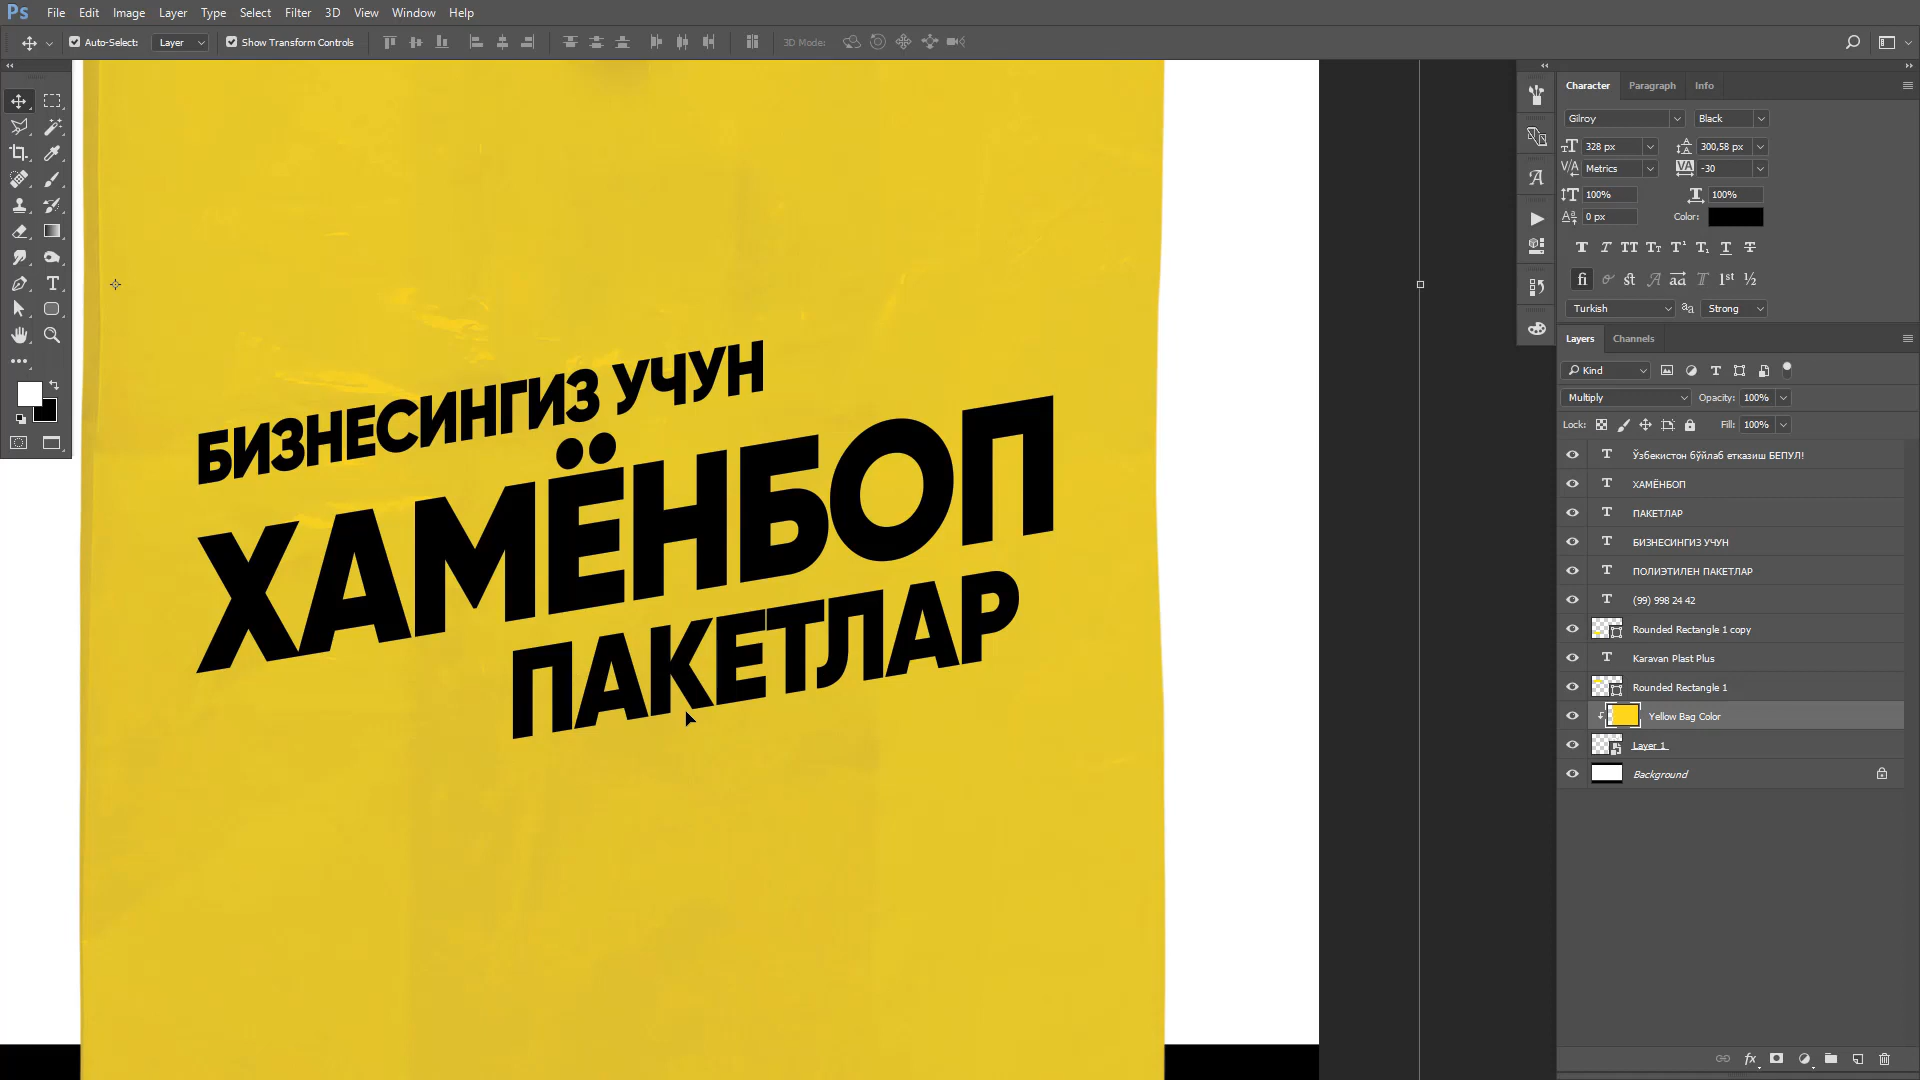 Ps File Edit Image Layer Type Select Filter 3D View Window Help
Auto-Select: Layer Show Transform Controls 3D Mode:
БИЗНЕСИНГИЗ УЧУН
ХАМЁНБОП
ПАКЕТЛАР
Character Paragraph Info
Gilroy Black
328 px 300,58 px
Metrics -30
100% 100%
0 px Color:
Turkish Strong
Layers Channels
Kind
Multiply Opacity: 100%
Lock: Fill: 100%
Ўзбекистон бўйлаб етказиш БЕПУЛ!
ХАМЁНБОП
ПАКЕТЛАР
БИЗНЕСИНГИЗ УЧУН
ПОЛИЭТИЛЕН ПАКЕТЛАР
(99) 998 24 42
Rounded Rectangle 1 copy
Karavan Plast Plus
Rounded Rectangle 1
Yellow Bag Color
Layer 1
Background